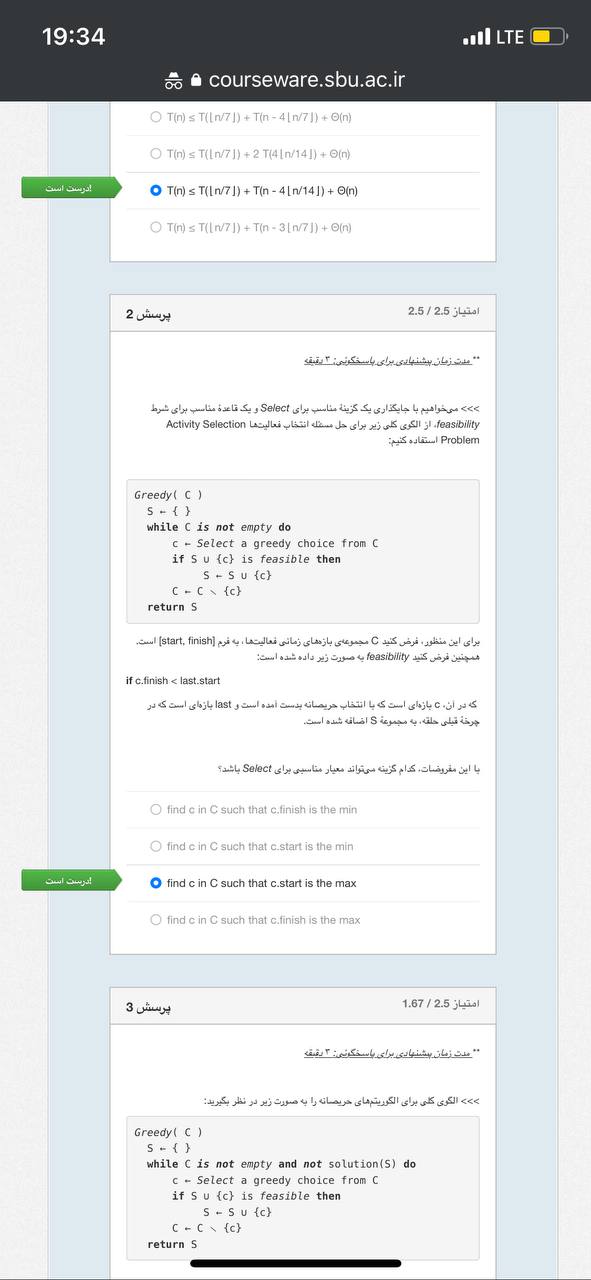 19:34
LTE
courseware.sbu.ac.ir
T(n) ≤ T(⌊n/7⌋) + T(n - 4⌊n/7⌋) + Θ(n)
T(n) ≤ T(⌊n/7⌋) + 2 T(4⌊n/14⌋) + Θ(n)
درست است!
T(n) ≤ T(⌊n/7⌋) + T(n - 4⌊n/14⌋) + Θ(n)
T(n) ≤ T(⌊n/7⌋) + T(n - 3⌊n/7⌋) + Θ(n)
پرسش 2
امتیاز 2.5 / 2.5
** مدت زمان پیشنهادی برای پاسخگویی: ۳ دقیقه
>>> می‌خواهیم با جایگذاری یک گزینهٔ مناسب برای Select و یک قاعدهٔ مناسب برای شرط
feasibility، از الگوی کلی زیر برای حل مسئله انتخاب فعالیت‌ها Activity Selection
Problem استفاده کنیم:
Greedy( C )
S ← { }
while C is not empty do
c ← Select a greedy choice from C
if S ∪ {c} is feasible then
S ← S ∪ {c}
C ← C ∖ {c}
return S
برای این منظور، فرض کنید C مجموعه‌ی بازه‌های زمانی فعالیت‌ها، به فرم [start, finish] است.
همچنین فرض کنید feasibility به صورت زیر داده شده است:
if c.finish < last.start
که در آن، c بازه‌ای است که با انتخاب حریصانه بدست آمده است و last بازه‌ای است که در
چرخهٔ قبلی حلقه، به مجموعهٔ S اضافه شده است.
با این مفروضات، کدام گزینه می‌تواند معیار مناسبی برای Select باشد؟
find c in C such that c.finish is the min
find c in C such that c.start is the min
درست است!
find c in C such that c.start is the max
find c in C such that c.finish is the max
پرسش 3
امتیاز 2.5 / 1.67
** مدت زمان پیشنهادی برای پاسخگویی: ۳ دقیقه
>>> الگوی کلی برای الگوریتم‌های حریصانه را به صورت زیر در نظر بگیرید:
Greedy( C )
S ← { }
while C is not empty and not solution(S) do
c ← Select a greedy choice from C
if S ∪ {c} is feasible then
S ← S ∪ {c}
C ← C ∖ {c}
return S